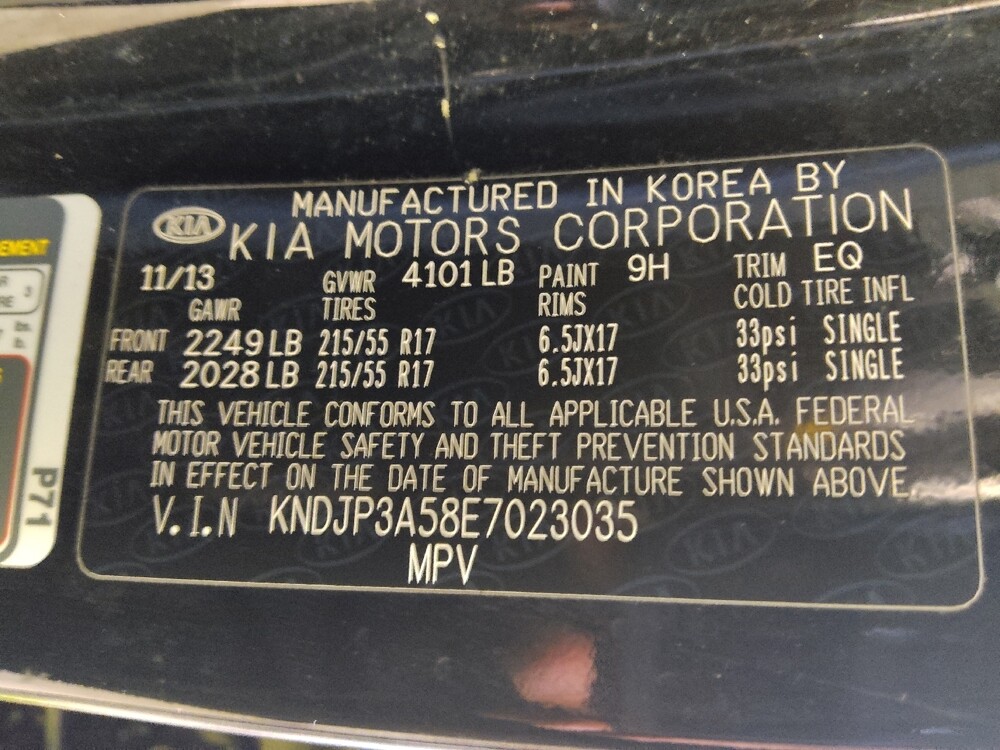 MANUFACTURED IN KOREA BY
KIA KIA MOTORS CORPORATION
11/13 GVWR 4101 LB PAINT 9H TRIM EQ
GAWR TIRES RIMS COLD TIRE INFL
FRONT 2249 LB 215/55 R17 6.5JX17 33psi SINGLE
REAR 2028 LB 215/55 R17 6.5JX17 33psi SINGLE
THIS VEHICLE CONFORMS TO ALL APPLICABLE U.S.A. FEDERAL
MOTOR VEHICLE SAFETY AND THEFT PREVENTION STANDARDS
IN EFFECT ON THE DATE OF MANUFACTURE SHOWN ABOVE.
V.I.N KNDJP3A58E7023035
MPV
P71